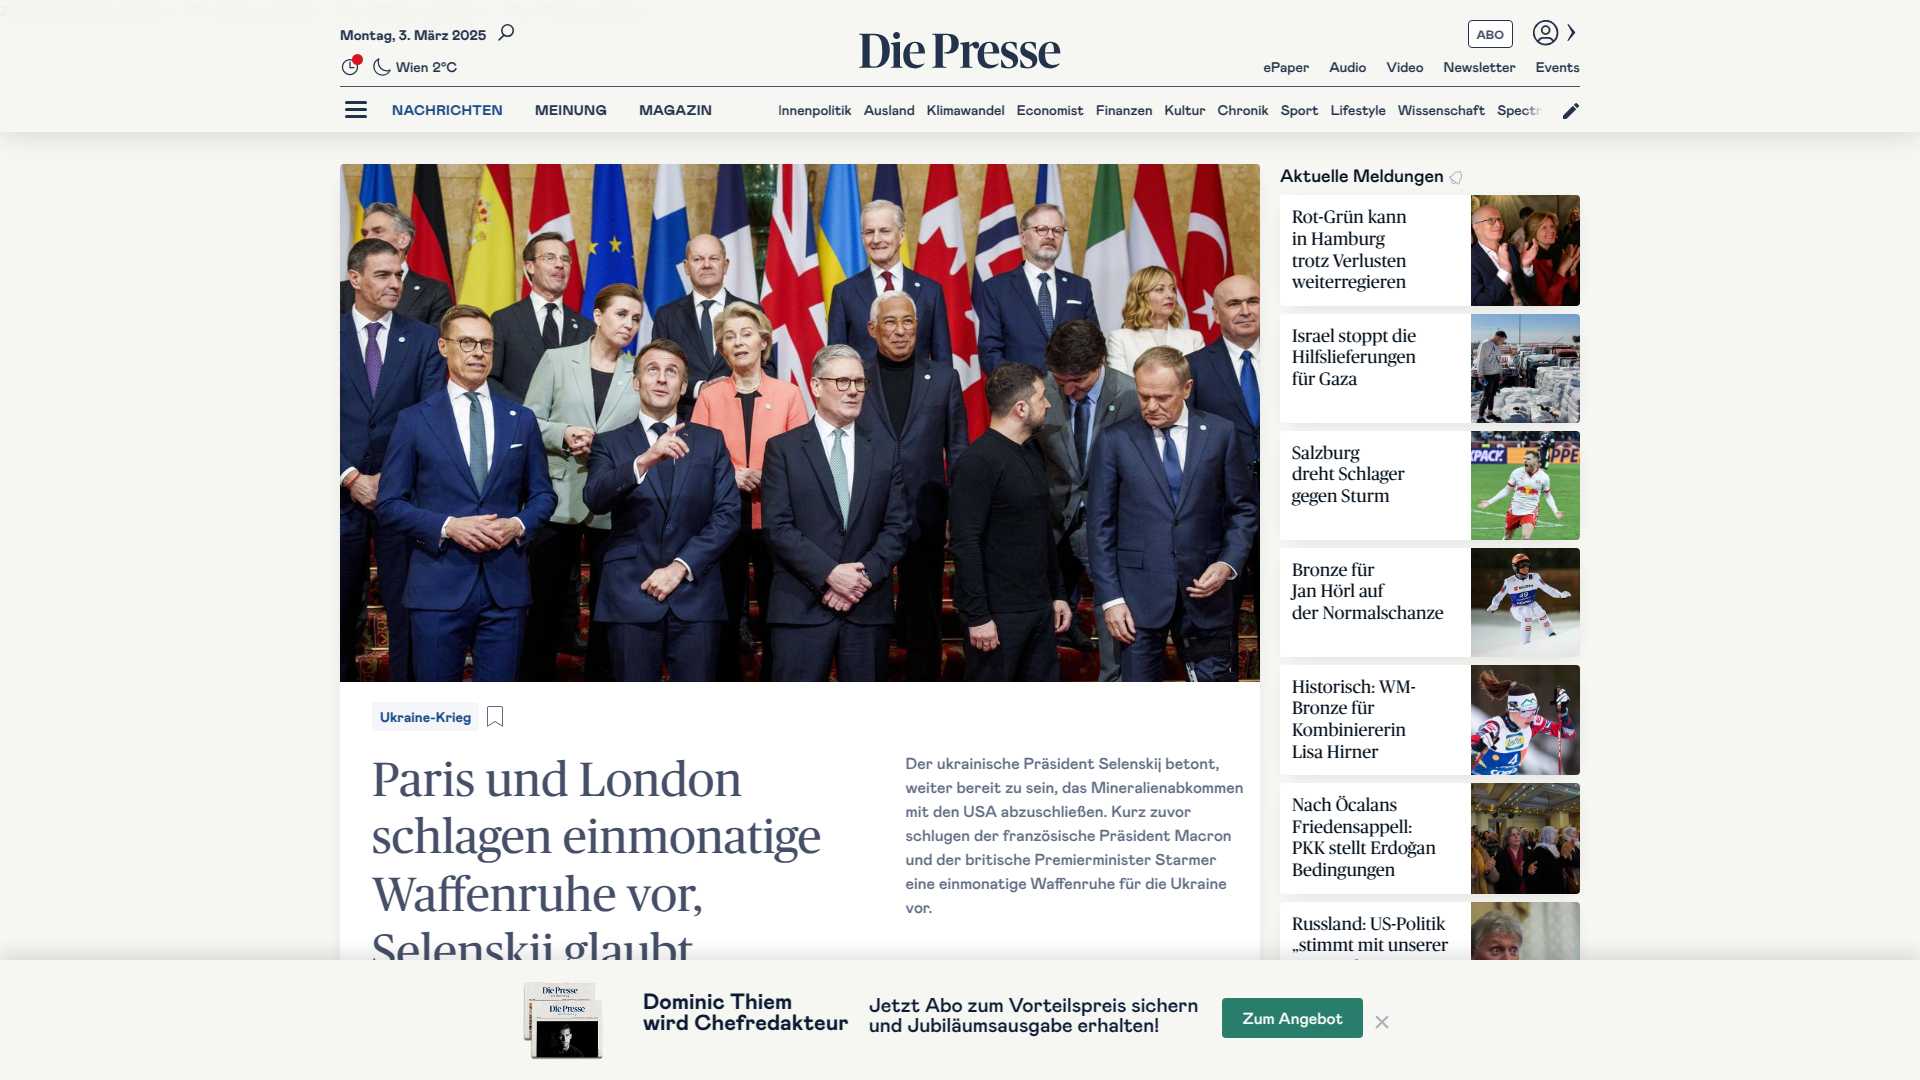 Montag, 3. März 2025
Wien 2°C
Die Presse
ABO
ePaper Audio Video Newsletter Events
NACHRICHTEN MEINUNG MAGAZIN
Innenpolitik Ausland Klimawandel Economist Finanzen Kultur Chronik Sport Lifestyle Wissenschaft Spectr
Ukraine-Krieg
Paris und London
schlagen einmonatige
Waffenruhe vor,
Selenskij glaubt
Der ukrainische Präsident Selenskij betont,
weiter bereit zu sein, das Mineralienabkommen
mit den USA abzuschließen. Kurz zuvor
schlugen der französische Präsident Macron
und der britische Premierminister Starmer
eine einmonatige Waffenruhe für die Ukraine
vor.
Aktuelle Meldungen
Rot-Grün kann
in Hamburg
trotz Verlusten
weiterregieren
Israel stoppt die
Hilfslieferungen
für Gaza
Salzburg
dreht Schlager
gegen Sturm
Bronze für
Jan Hörl auf
der Normalschanze
Historisch: WM-
Bronze für
Kombiniererin
Lisa Hirner
Nach Öcalans
Friedensappell:
PKK stellt Erdoğan
Bedingungen
Russland: US-Politik
„stimmt mit unserer
Die Presse
Die Presse
Dominic Thiem
wird Chefredakteur
Jetzt Abo zum Vorteilspreis sichern
und Jubiläumsausgabe erhalten!
Zum Angebot